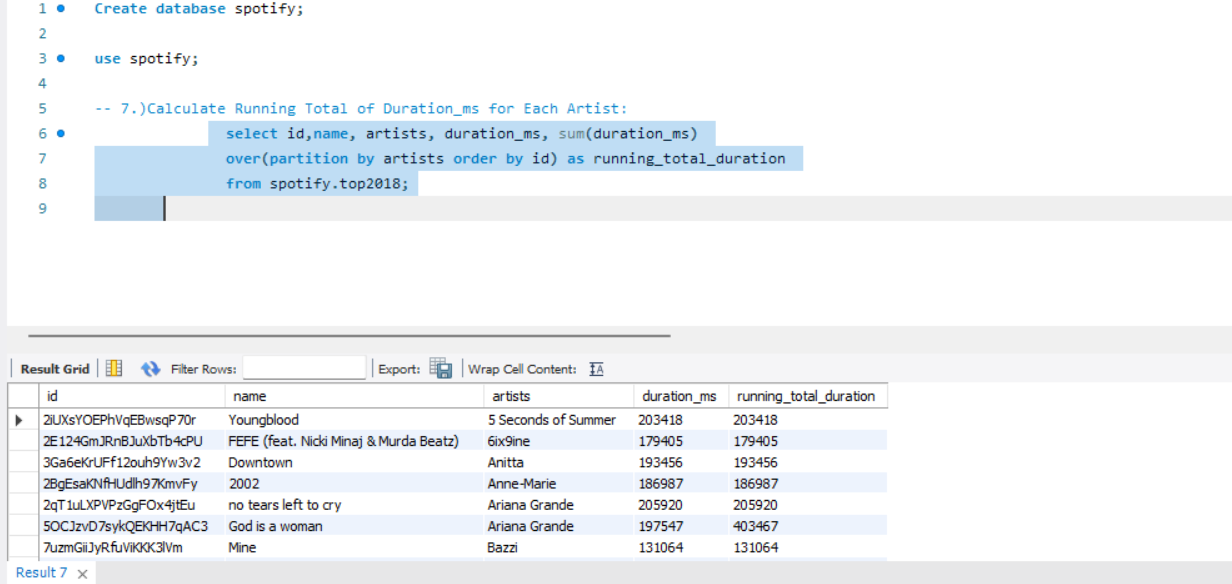 1 Create database spotify;
2
3 use spotify;
4
5 -- 7.)Calculate Running Total of Duration_ms for Each Artist:
6 select id,name, artists, duration_ms, sum(duration_ms)
7 over(partition by artists order by id) as running_total_duration
8 from spotify.top2018;
9
Result Grid Filter Rows: Export: Wrap Cell Content:
id name artists duration_ms running_total_duration
2iUXsYOEPhVqEBwsqP70r Youngblood 5 Seconds of Summer 203418 203418
2E124GmJRnBJuXbTb4cPU FEFE (feat. Nicki Minaj & Murda Beatz) 6ix9ine 179405 179405
3Ga6eKrUFf12ouh9Yw3v2 Downtown Anitta 193456 193456
2BgEsaKNfHUdlh97KmvFy 2002 Anne-Marie 186987 186987
2qT1uLXPVPzGgFOx4jtEu no tears left to cry Ariana Grande 205920 205920
5OCJzvD7sykQEKHH7qAC3 God is a woman Ariana Grande 197547 403467
7uzmGiiJyRfuViKKK3lVm Mine Bazzi 131064 131064
Result 7